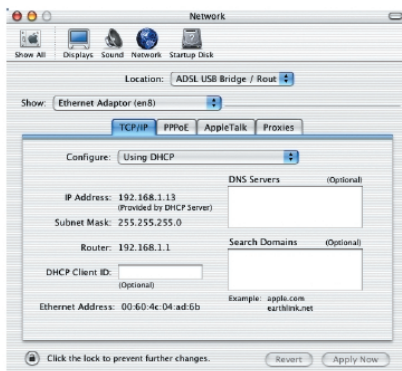 Network
Show All Displays Sound Network Startup Disk
Location: ADSL USB Bridge / Rout
Show: Ethernet Adaptor (en8)
TCP/IP PPPoE AppleTalk Proxies
Configure: Using DHCP
DNS Servers (Optional)
IP Address: 192.168.1.13
(Provided by DHCP Server)
Subnet Mask: 255.255.255.0
Router: 192.168.1.1
Search Domains (Optional)
DHCP Client ID:
(Optional)
Ethernet Address: 00:60:4c:04:ad:6b
Example: apple.com
earthlink.net
Click the lock to prevent further changes.
Revert Apply Now